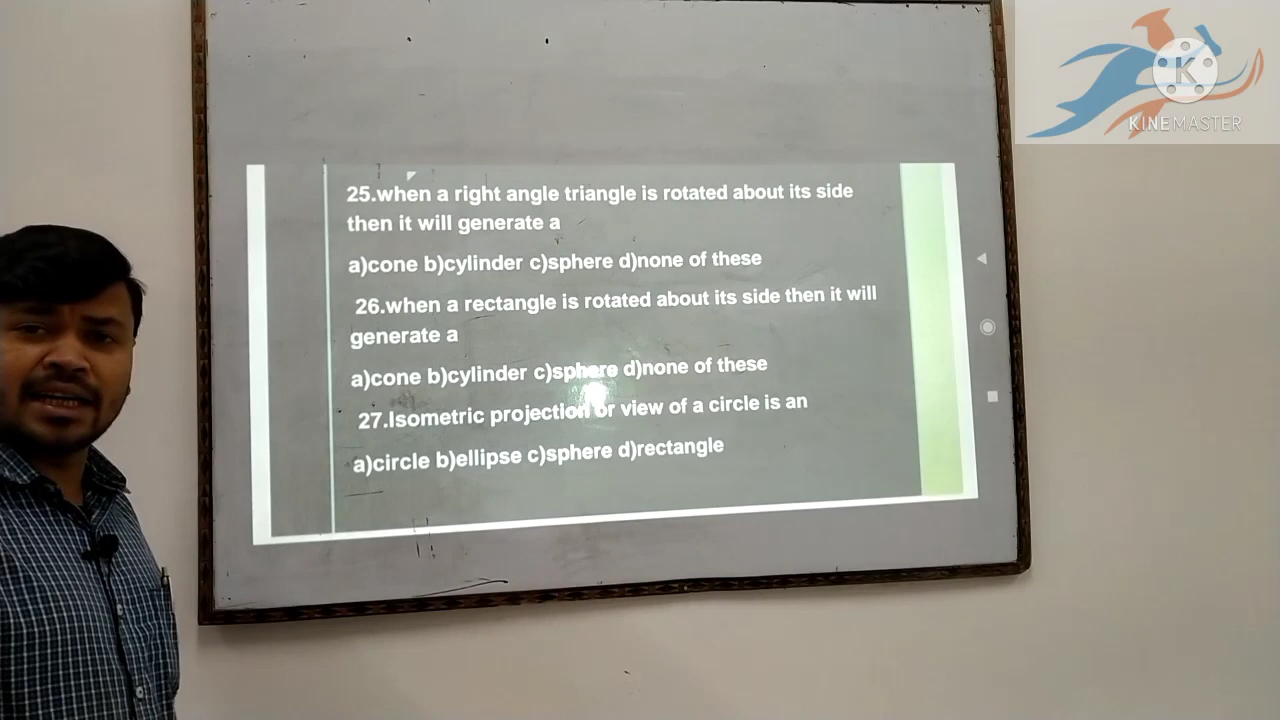 KINEMASTER
25.when a right angle triangle is rotated about its side
then it will generate a
a)cone b)cylinder c)sphere d)none of these
26.when a rectangle is rotated about its side then it will
generate a
a)cone b)cylinder c)sphere d)none of these
27.Isometric projection or view of a circle is an
a)circle b)ellipse c)sphere d)rectangle